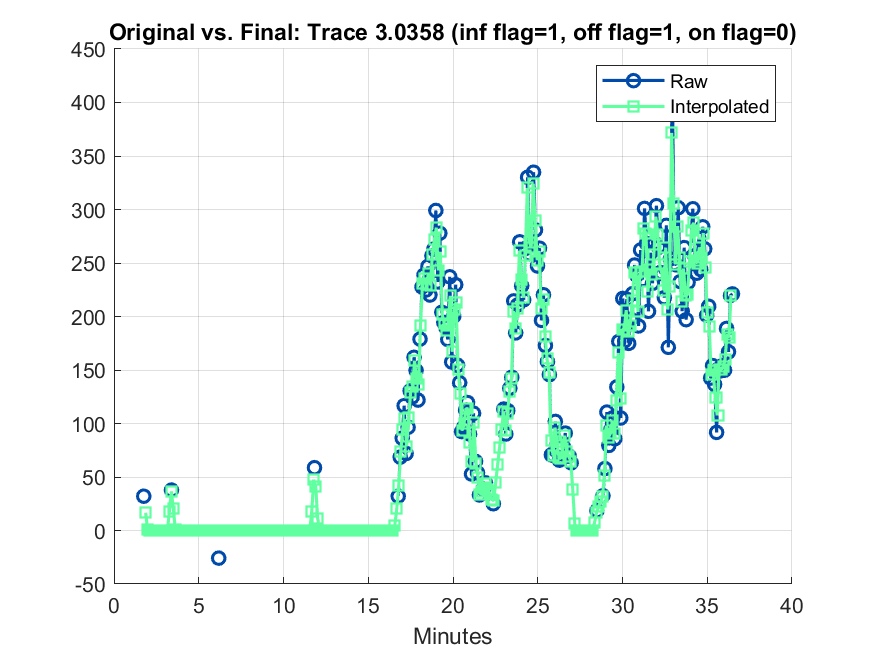 Original vs. Final: Trace 3.0358 (inf flag=1, off flag=1, on flag=0)
450
400
350
300
250
200
150
100
50
0
-50
Raw
Interpolated
0 5 10 15 20 25 30 35 40
Minutes